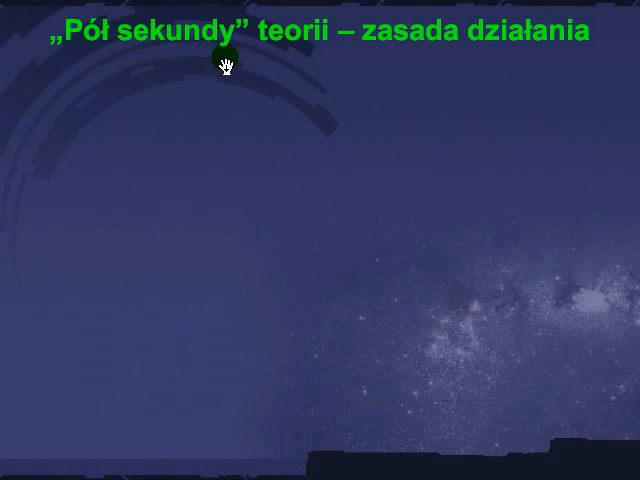 „Pół sekundy” teorii – zasada działania